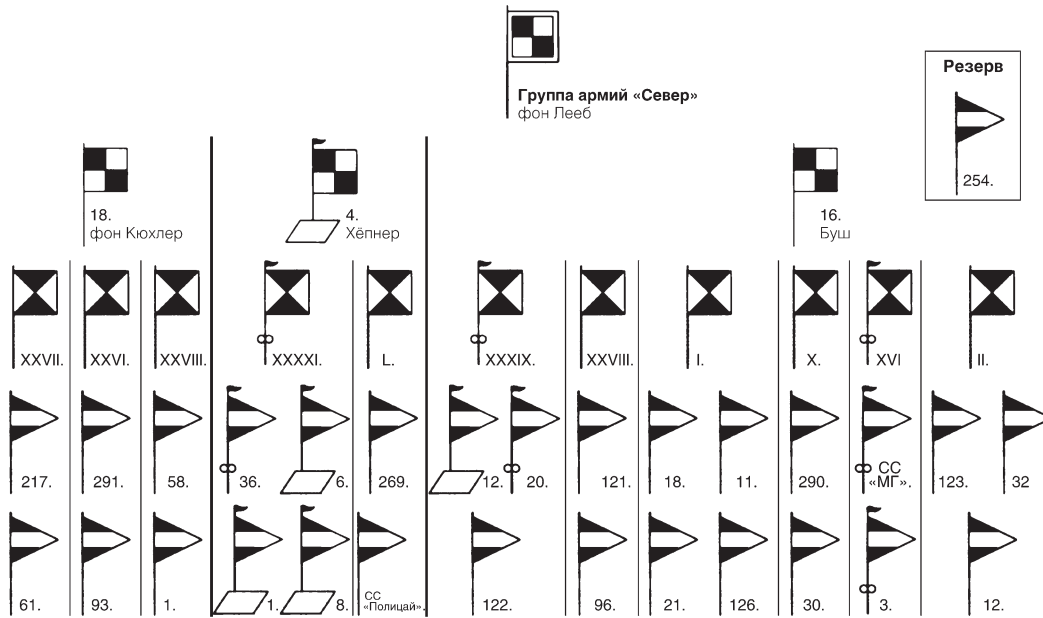 Группа армий «Север»
фон Лееб
Резерв
254.
18.
фон Кюхлер
4.
Хёпнер
16.
Буш
XXVII.
XXVI.
XXVIII.
XXXXI.
L.
XXXIX.
XXVIII.
I.
X.
XVI
II.
217.
291.
58.
36.
6.
269.
12.
20.
121.
18.
11.
290.
СС
«МГ».
123.
32
61.
93.
1.
1.
8.
СС
«Полицай».
122.
96.
21.
126.
30.
3.
12.